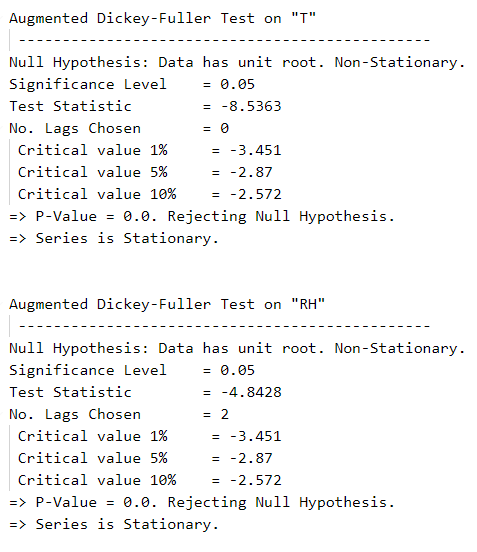 Augmented Dickey-Fuller Test on "T"
-----------------------------------------------
Null Hypothesis: Data has unit root. Non-Stationary.
Significance Level    = 0.05
Test Statistic        = -8.5363
No. Lags Chosen       = 0
Critical value 1%     = -3.451
Critical value 5%     = -2.87
Critical value 10%    = -2.572
=> P-Value = 0.0. Rejecting Null Hypothesis.
=> Series is Stationary.
Augmented Dickey-Fuller Test on "RH"
-----------------------------------------------
Null Hypothesis: Data has unit root. Non-Stationary.
Significance Level    = 0.05
Test Statistic        = -4.8428
No. Lags Chosen       = 2
Critical value 1%     = -3.451
Critical value 5%     = -2.87
Critical value 10%    = -2.572
=> P-Value = 0.0. Rejecting Null Hypothesis.
=> Series is Stationary.